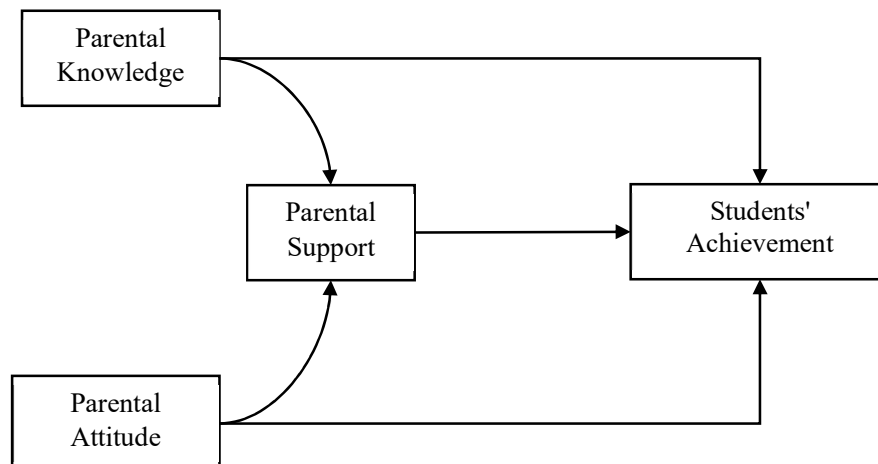 Parental
Knowledge
Parental
Support
Students'
Achievement
Parental
Attitude